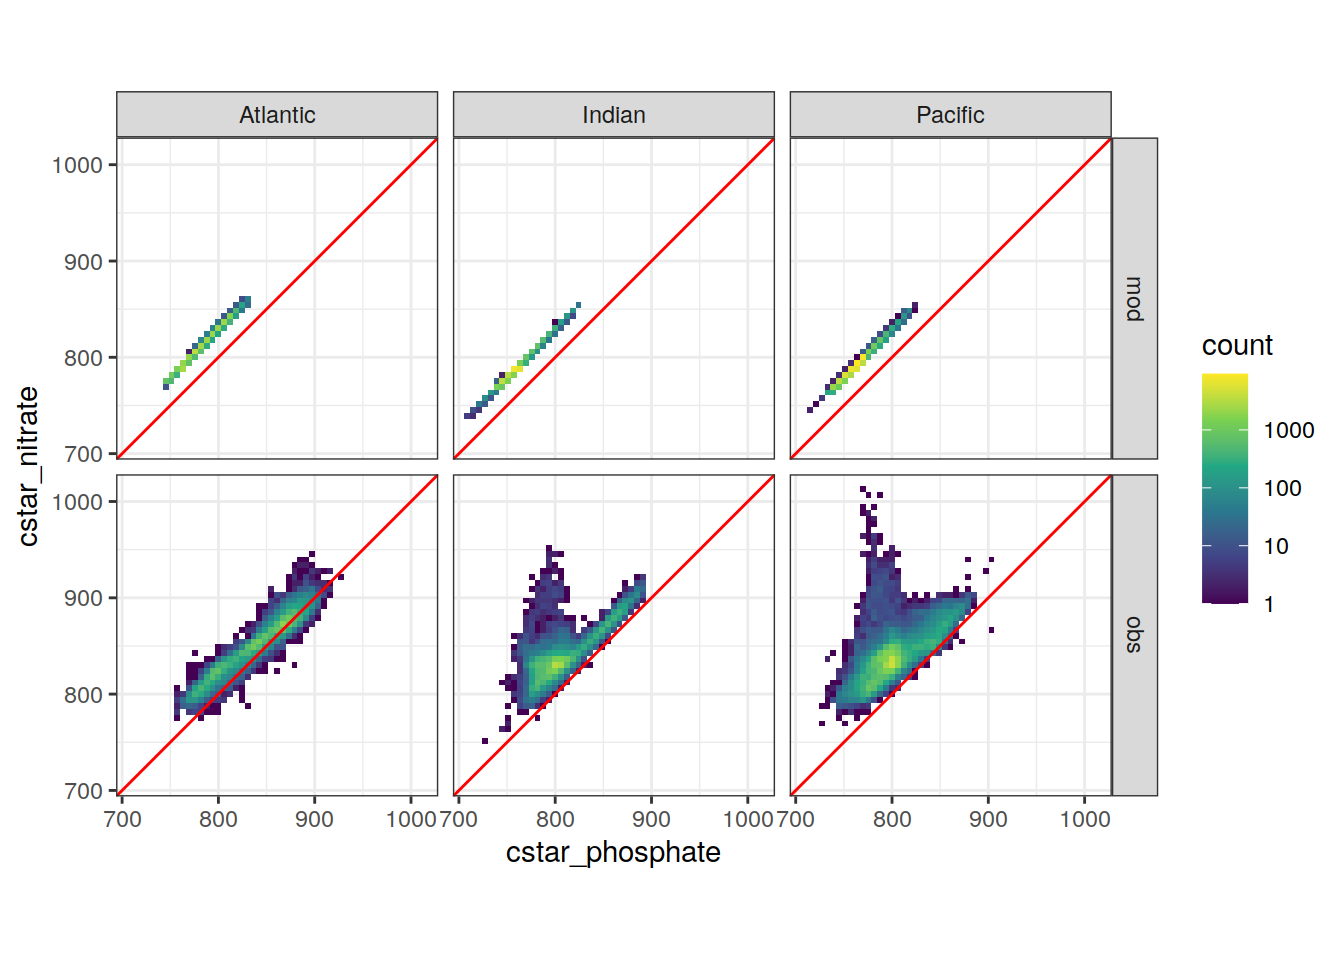 Atlantic Indian Pacific
1000
900
800
700
mod
1000
900
800
700
obs
700 800 900 1000 700 800 900 1000 700 800 900 1000
cstar_phosphate
cstar_nitrate
count
1000
100
10
1